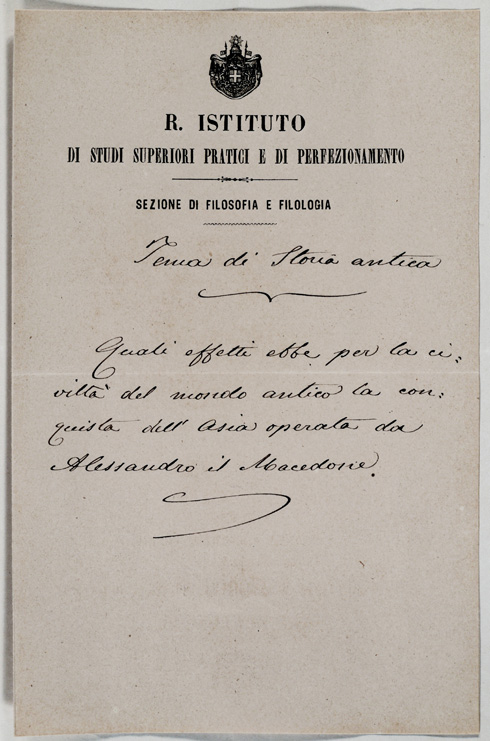 R. ISTITUTO
DI STUDI SUPERIORI PRATICI E DI PERFEZIONAMENTO
SEZIONE DI FILOSOFIA E FILOLOGIA
Tema di Storia antica
Quali effetti ebbe per la ci:
viltà del mondo antico la con:
quista dell' Asia operata da
Alessandro il Macedone.